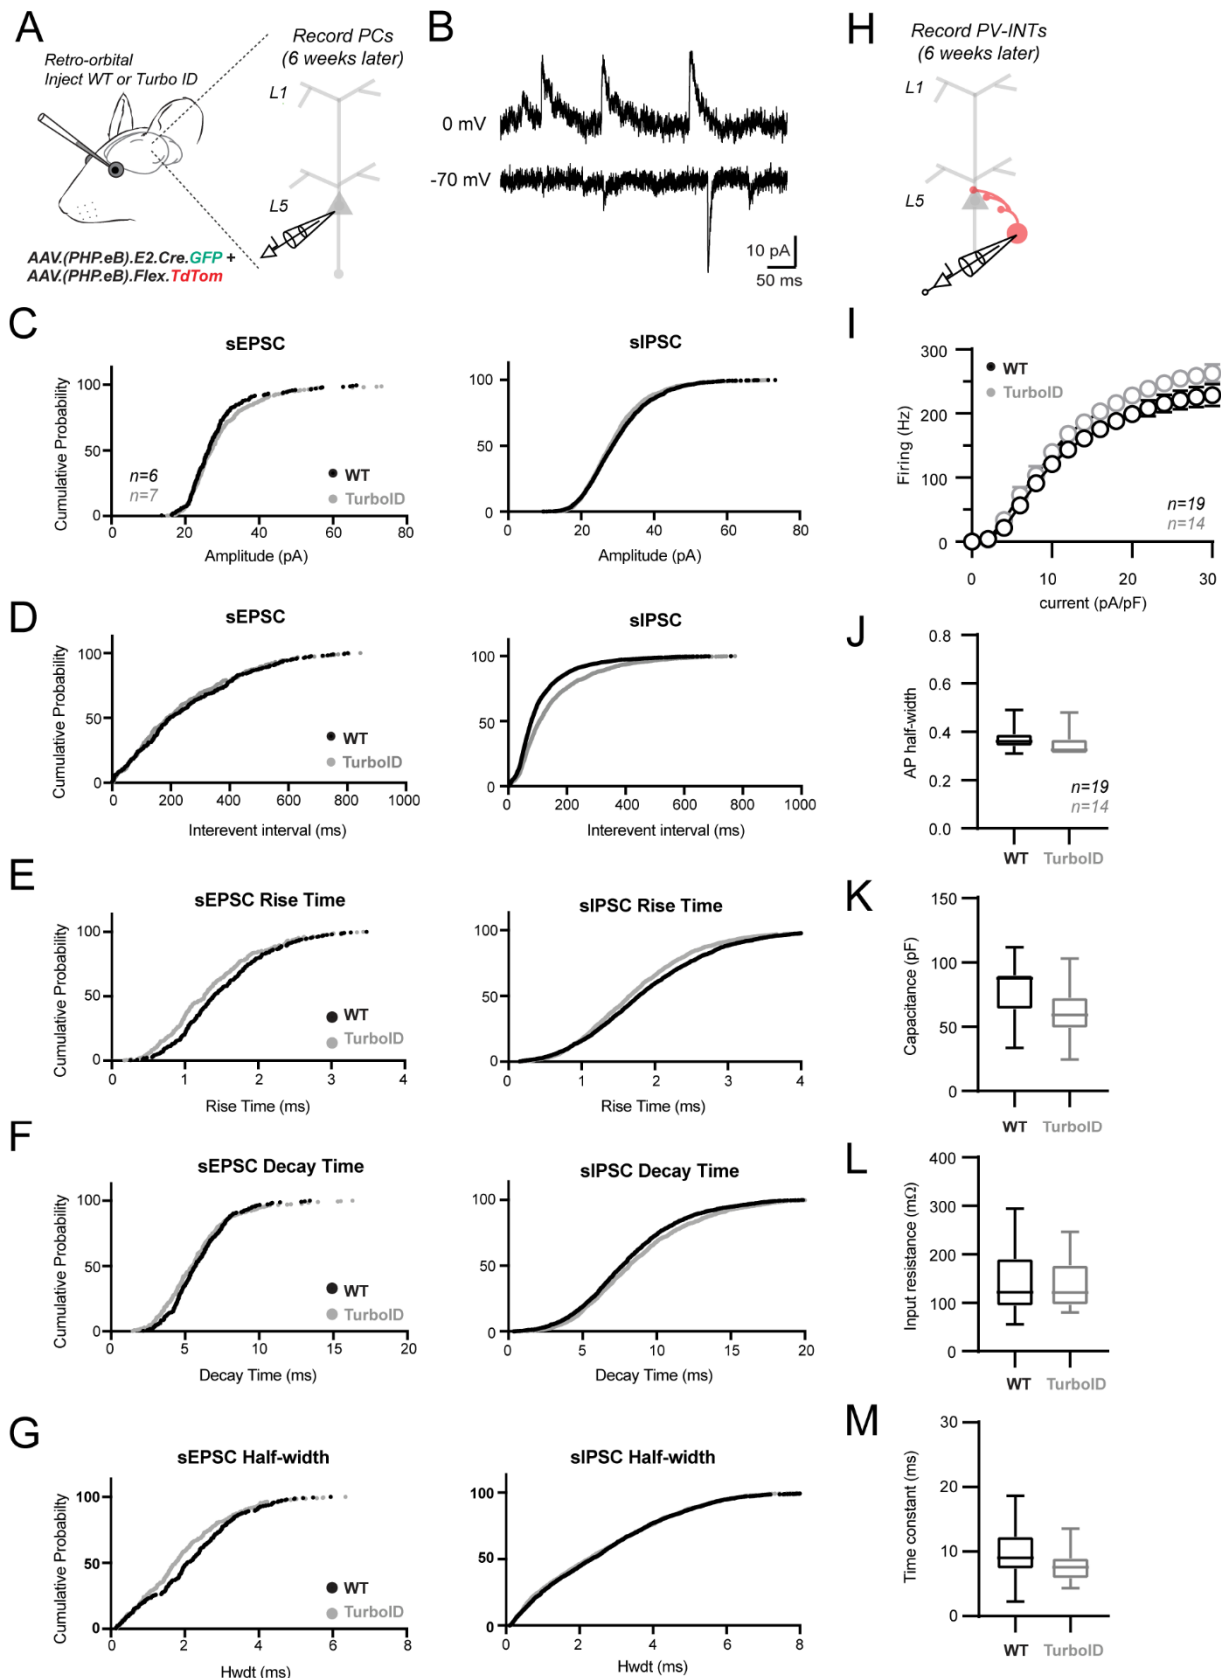 A
Retro-orbital
Inject WT or Turbo ID
Record PCs
(6 weeks later)
L1
L5
AAV.(PHP.eB).E2.Cre.GFP +
AAV.(PHP.eB).Flex.TdTom
B
0 mV
-70 mV
10 pA
50 ms
H
Record PV-INTs
(6 weeks later)
L1
L5
C
sEPSC
Cumulative Probability
100
50
0
n=6
n=7
WT
TurboID
0 20 40 60 80
Amplitude (pA)
sIPSC
100
50
0
0 20 40 60 80
Amplitude (pA)
I
Firing (Hz)
300
200
100
0
WT
TurboID
n=19
n=14
0 10 20 30
current (pA/pF)
D
sEPSC
Cumulative Probability
100
50
0
WT
TurboID
0 200 400 600 800 1000
Interevent interval (ms)
sIPSC
100
50
0
0 200 400 600 800 1000
Interevent interval (ms)
J
AP half-width
0.8
0.6
0.4
0.2
0.0
n=19
n=14
WT TurboID
E
sEPSC Rise Time
Cumulative Probability
100
50
0
WT
TurboID
0 1 2 3 4
Rise Time (ms)
sIPSC Rise Time
100
50
0
0 1 2 3 4
Rise Time (ms)
K
Capacitance (pF)
150
100
50
0
WT TurboID
F
sEPSC Decay Time
Cumulative Probability
100
50
0
WT
TurboID
0 5 10 15 20
Decay Time (ms)
sIPSC Decay Time
100
50
0
0 5 10 15 20
Decay Time (ms)
L
Input resistance (mΩ)
400
300
200
100
0
WT TurboID
G
sEPSC Half-width
Cumulative Probability
100
50
0
WT
TurboID
0 2 4 6 8
Hwdt (ms)
sIPSC Half-width
100
50
0
0 2 4 6 8
Hwdt (ms)
M
Time constant (ms)
30
20
10
0
WT TurboID